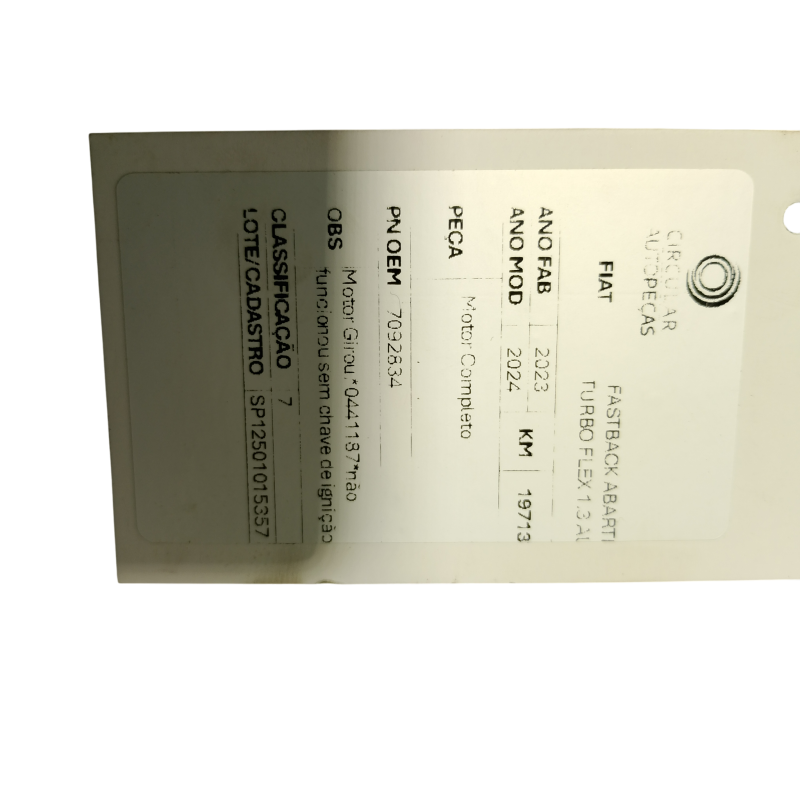 CIRCULAR
AUTOPEÇAS
FIAT FASTBACK ABARTH
TURBO FLEX 1.3 AU
ANO FAB 2023
ANO MOD 2024 KM 19713
PEÇA Motor Completo
PN OEM 7092834
OBS Motor Girou.*0441187*não
funcionou sem chave de ignição
CLASSIFICAÇÃO 7
LOTE/CADASTRO SP12501015357